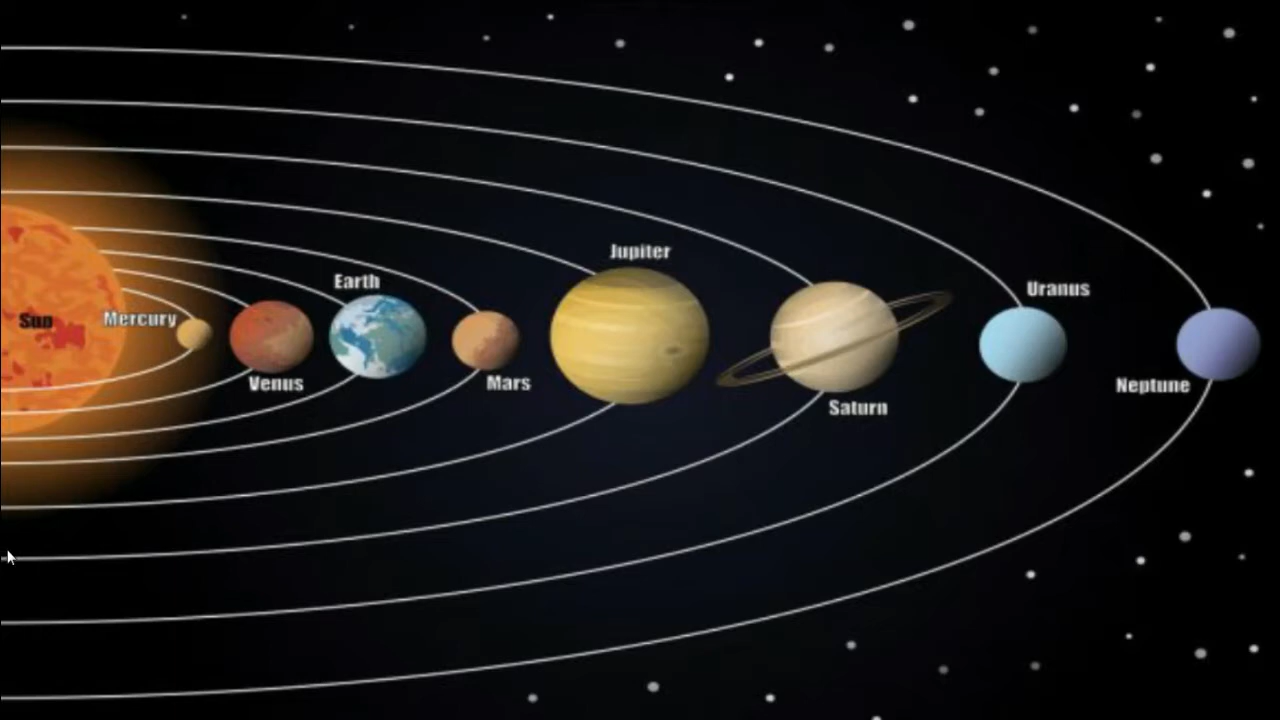 Sun
Mercury
Venus
Earth
Mars
Jupiter
Saturn
Uranus
Neptune